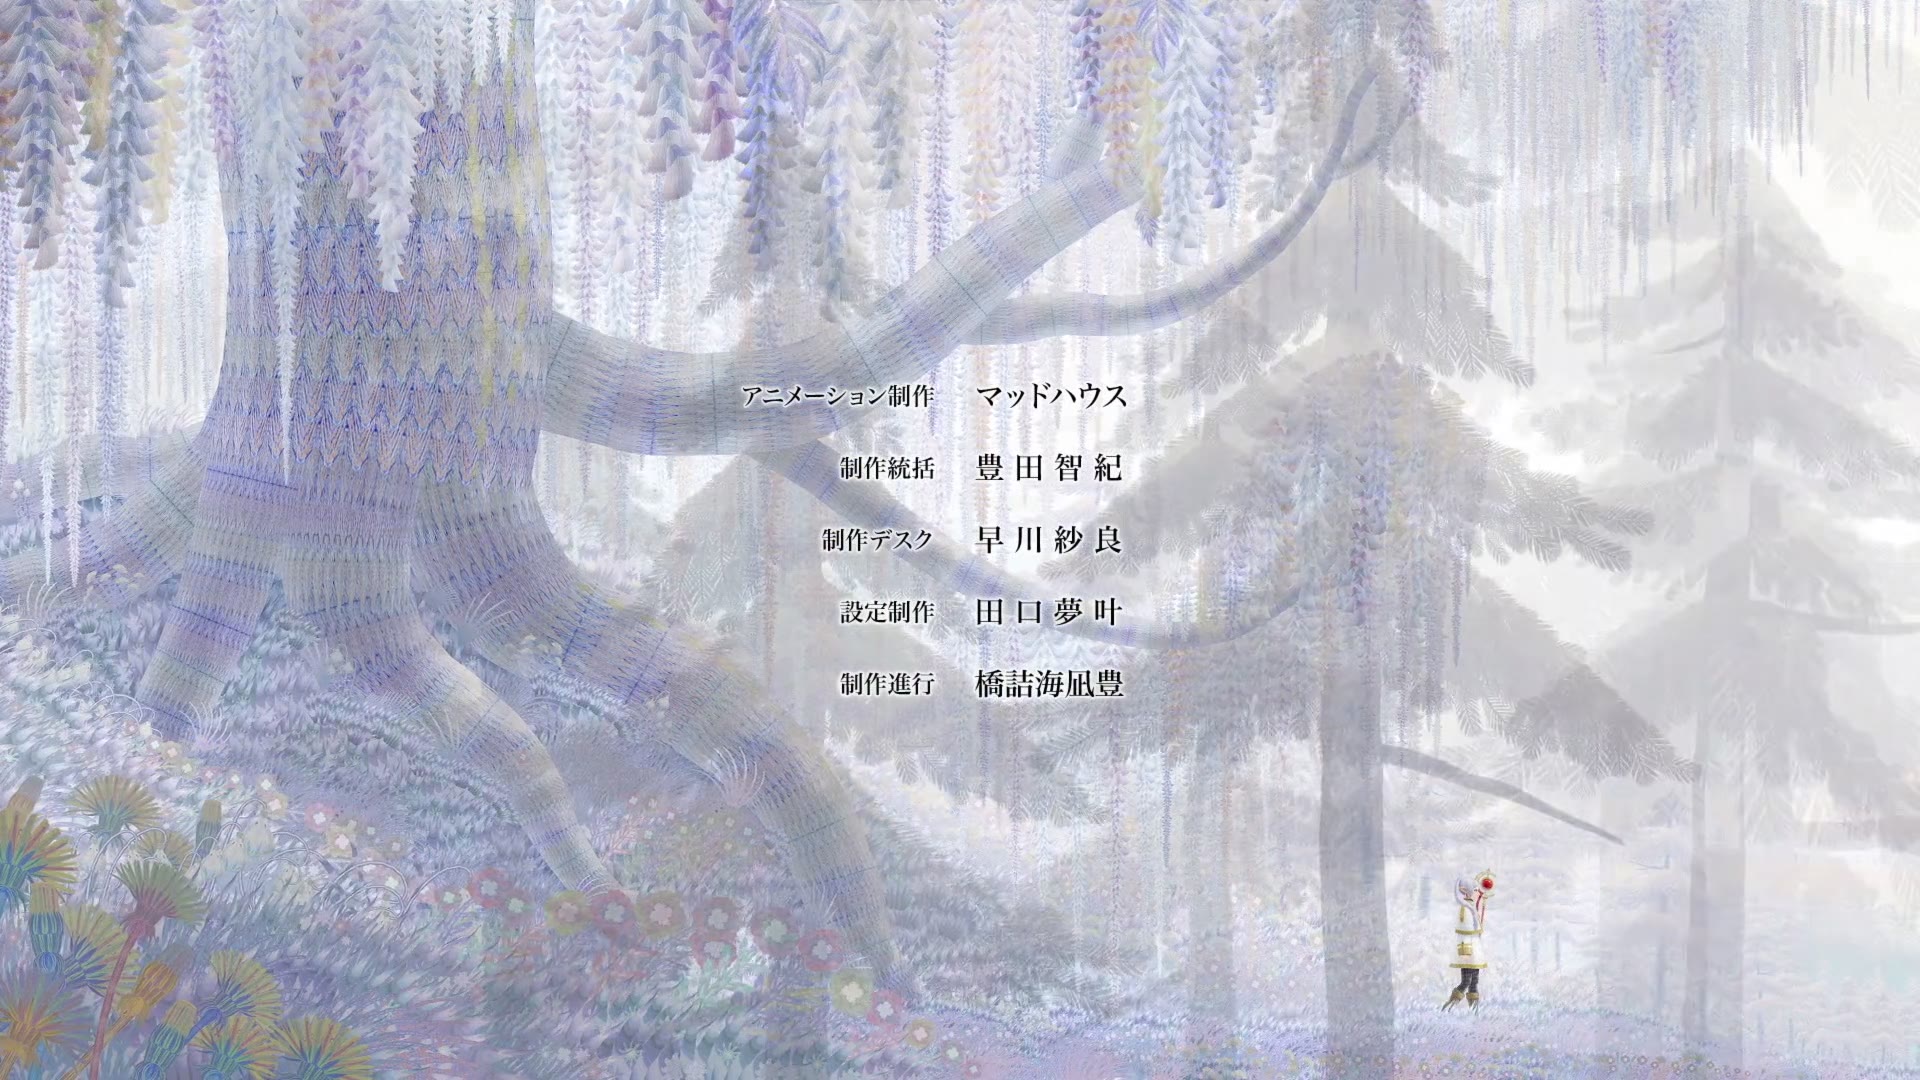 アニメーション制作 マッドハウス
制作統括 豊田智紀
制作デスク 早川紗良
設定制作 田口夢叶
制作進行 橋詰海凪豊